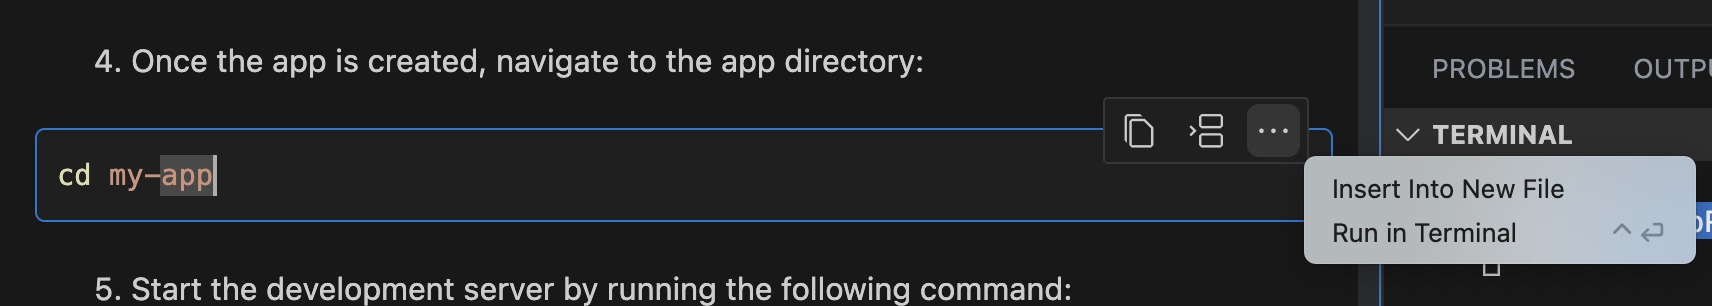 4. Once the app is created, navigate to the app directory:
cd my-app
5. Start the development server by running the following command:
PROBLEMS
TERMINAL
Insert Into New File
Run in Terminal ^ ↵